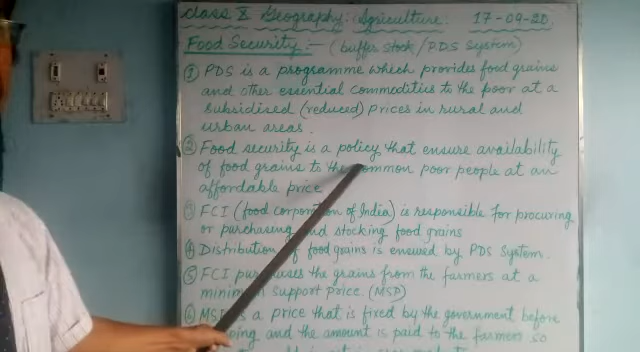 Class X Geography: Agriculture: 17-09-20
Food Security:- (buffer stock/PDS System)
① PDS is a programme which provides food grains
and other essential commodities to the poor at a
subsidised (reduced) prices in rural and
urban areas.
② Food security is a policy that ensure availability
of food grains to the common poor people at an
affordable price
FCI (food corporation of India) is responsible for procuring
or purchasing and stocking food grains
④ Distribution of food grains is ensured by PDS System.
⑤ FCI purchases the grains from the farmers at a
minimum support price. (MSP)
⑥ MSP is a price that is fixed by the government before
and the amount is paid to the farmers so